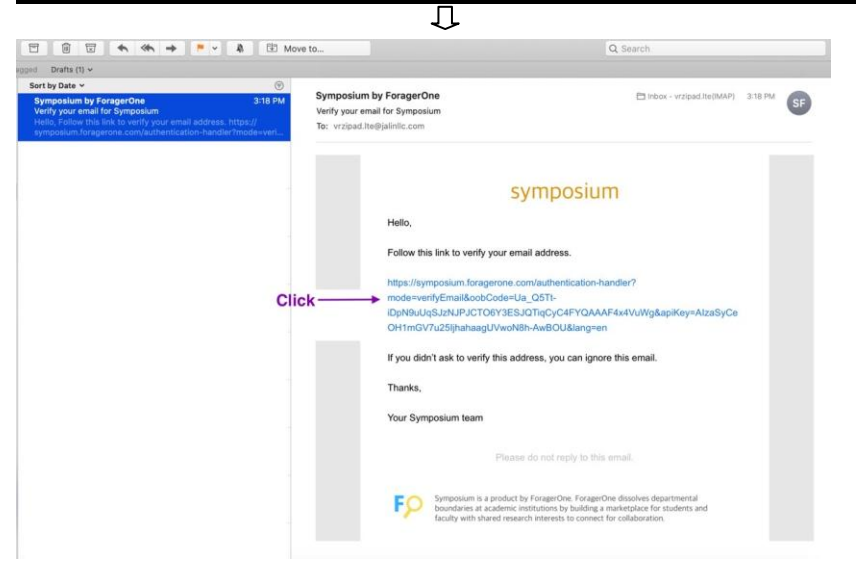 Move to...
Search
agged Drafts (1)
Sort by Date
Symposium by ForagerOne 3:18 PM
Verify your email for Symposium
Hello, Follow this link to verify your email address. https://
symposium.foragerone.com/authentication-handler?mode=veri...
Symposium by ForagerOne
Inbox - vrzipad.lte(IMAP) 3:18 PM
SF
Verify your email for Symposium
To: vrzipad.lte@jalinllc.com
symposium
Hello,
Follow this link to verify your email address.
https://symposium.foragerone.com/authentication-handler?
Click
mode=verifyEmail&oobCode=Ua_Q5Tt-
iDpN9uUqSJzNJPJCTO6Y3ESJQTiqCyC4FYQAAAF4x4VuWg&apiKey=AIzaSyCe
OH1mGV7u25ljhahaagUVwoN8h-AwBOU&lang=en
If you didn't ask to verify this address, you can ignore this email.
Thanks,
Your Symposium team
Please do not reply to this email.
FO
Symposium is a product by ForagerOne. ForagerOne dissolves departmental
boundaries at academic institutions by building a marketplace for students and
faculty with shared research interests to connect for collaboration.